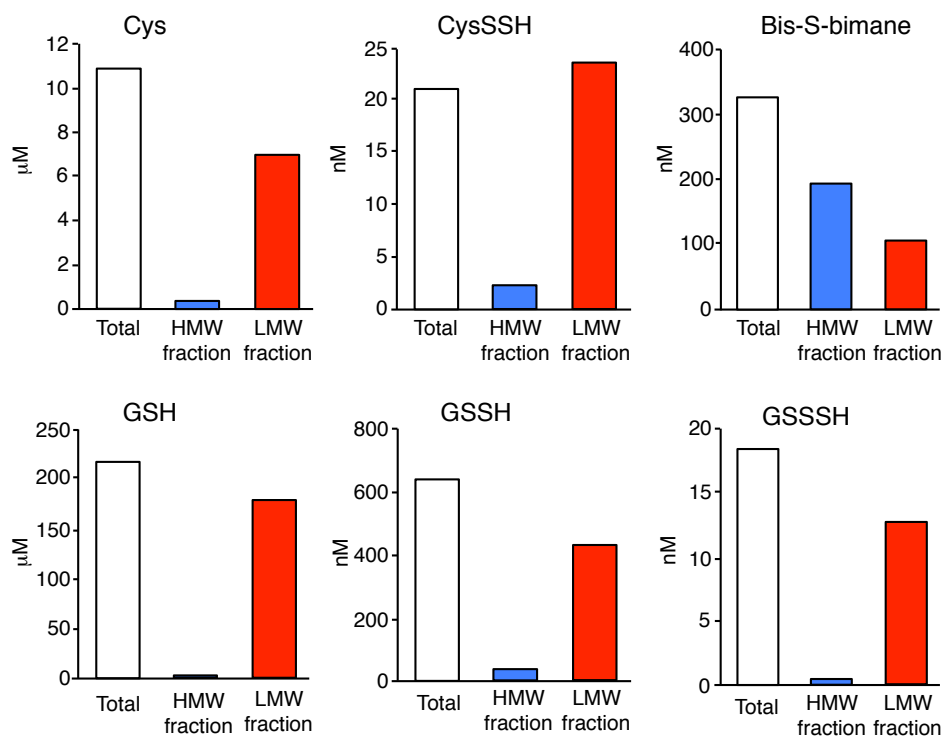 Cys
12
10
8
6
4
2
0
μM
Total
HMW
fraction
LMW
fraction
CysSSH
25
20
15
10
5
0
nM
Total
HMW
fraction
LMW
fraction
Bis-S-bimane
400
300
200
100
0
nM
Total
HMW
fraction
LMW
fraction
GSH
250
200
150
100
50
0
μM
Total
HMW
fraction
LMW
fraction
GSSH
800
600
400
200
0
nM
Total
HMW
fraction
LMW
fraction
GSSSH
20
15
10
5
0
nM
Total
HMW
fraction
LMW
fraction